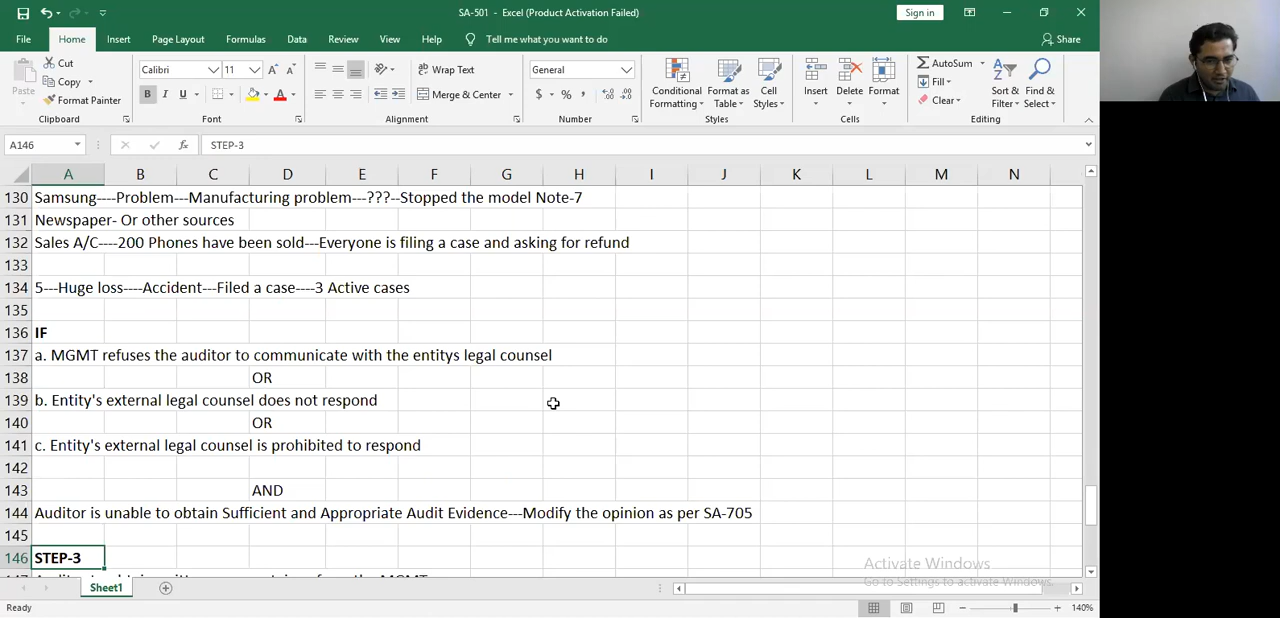 SA-501 - Excel (Product Activation Failed)
Sign in
File Home Insert Page Layout Formulas Data Review View Help Tell me what you want to do Share
Paste
Cut
Copy
Format Painter
Clipboard
Calibri 11
B I U
Font
Wrap Text
Merge & Center
Alignment
General
$ % ,
Number
Conditional Formatting
Format as Table
Cell Styles
Styles
Insert Delete Format
Cells
AutoSum
Fill
Clear
Sort & Filter
Find & Select
Editing
A146 fx STEP-3
A B C D E F G H I J K L M N
130 Samsung----Problem---Manufacturing problem---???--Stopped the model Note-7
131 Newspaper- Or other sources
132 Sales A/C----200 Phones have been sold---Everyone is filing a case and asking for refund
133
134 5---Huge loss----Accident---Filed a case----3 Active cases
135
136 IF
137 a. MGMT refuses the auditor to communicate with the entitys legal counsel
138 OR
139 b. Entity's external legal counsel does not respond
140 OR
141 c. Entity's external legal counsel is prohibited to respond
142
143 AND
144 Auditor is unable to obtain Sufficient and Appropriate Audit Evidence---Modify the opinion as per SA-705
145
146 STEP-3
Activate Windows
Go to Settings to activate Windows.
Sheet1
Ready
140%